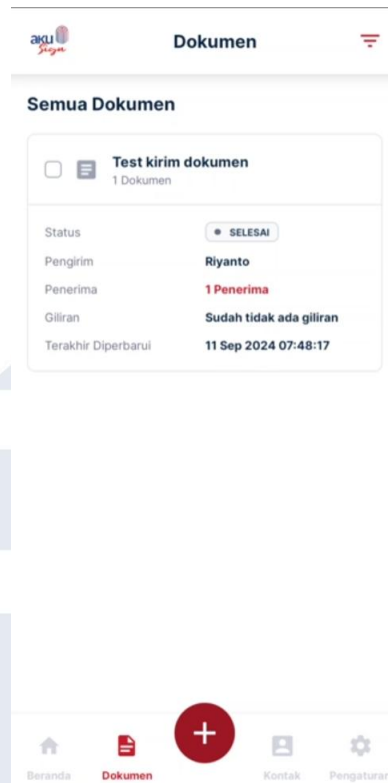 aku
Sign
Dokumen
Semua Dokumen
Test kirim dokumen
1 Dokumen
Status SELESAI
Pengirim Riyanto
Penerima 1 Penerima
Giliran Sudah tidak ada giliran
Terakhir Diperbarui 11 Sep 2024 07:48:17
Beranda Dokumen Kontak Pengaturan